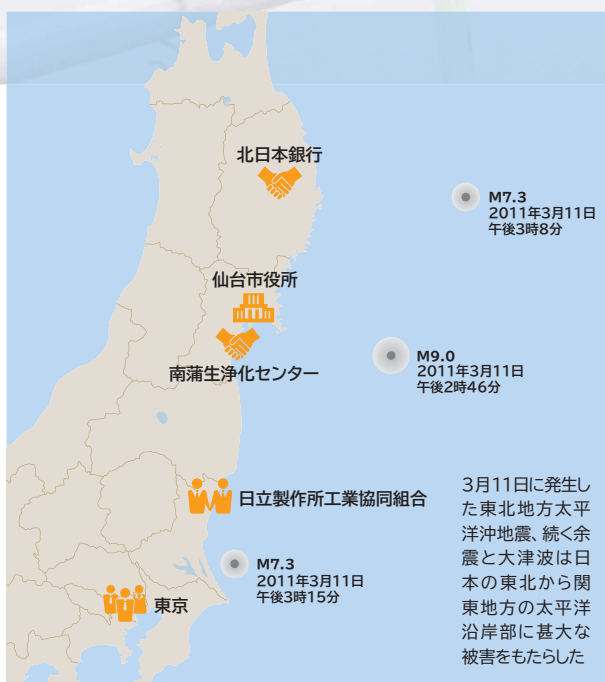 北日本銀行
M7.3
2011年3月11日
午後3時8分
仙台市役所
南蒲生浄化センター
M9.0
2011年3月11日
午後2時46分
日立製作所工業協同組合
M7.3
2011年3月11日
午後3時15分
東京
3月11日に発生し
た東北地方太平
洋沖地震、続く余
震と大津波は日
本の東北から関
東地方の太平洋
沿岸部に甚大な
被害をもたらした